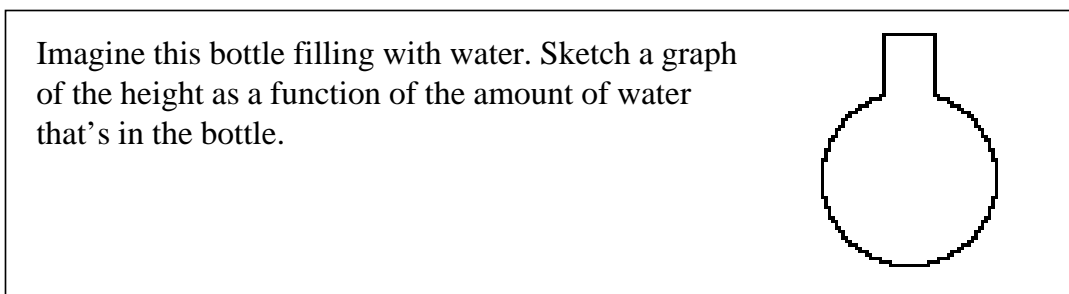 Imagine this bottle filling with water. Sketch a graph
of the height as a function of the amount of water
that’s in the bottle.